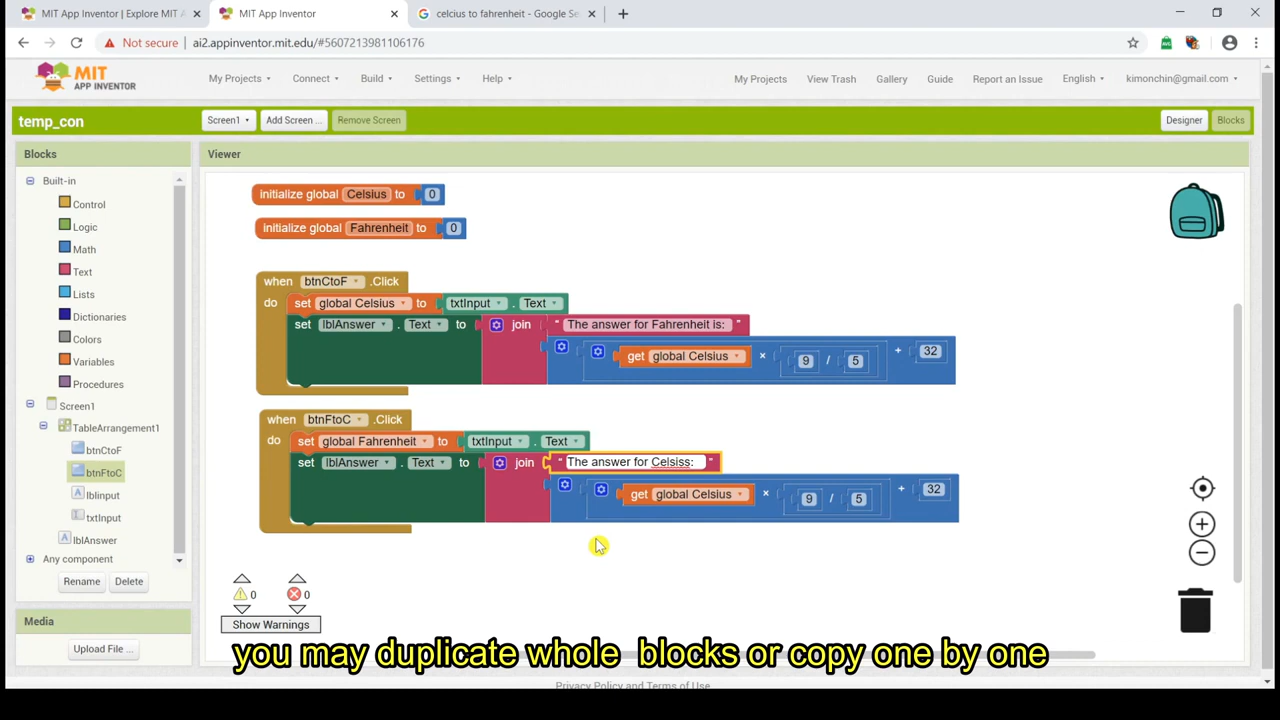 MIT App Inventor | Explore MIT A
MIT App Inventor
celcius to fahrenheit - Google Se
Not secure | ai2.appinventor.mit.edu/#5607213981106176
MIT
APP INVENTOR
My Projects
Connect
Build
Settings
Help
My Projects
View Trash
Gallery
Guide
Report an Issue
English
kimonchin@gmail.com
temp_con
Screen1
Add Screen ...
Remove Screen
Designer
Blocks
Blocks
Viewer
Built-in
Control
Logic
Math
Text
Lists
Dictionaries
Colors
Variables
Procedures
Screen1
TableArrangement1
btnCtoF
btnFtoC
lblinput
txtInput
lblAnswer
Any component
Rename
Delete
Media
Upload File ...
initialize global Celsius to 0
initialize global Fahrenheit to 0
when btnCtoF .Click
do set global Celsius to txtInput . Text
set lblAnswer . Text to join " The answer for Fahrenheit is: "
get global Celsius × 9 / 5 + 32
when btnFtoC .Click
do set global Fahrenheit to txtInput . Text
set lblAnswer . Text to join " The answer for Celsiss: "
get global Celsius × 9 / 5 + 32
0 0
Show Warnings
you may duplicate whole blocks or copy one by one
Privacy Policy and Terms of Use